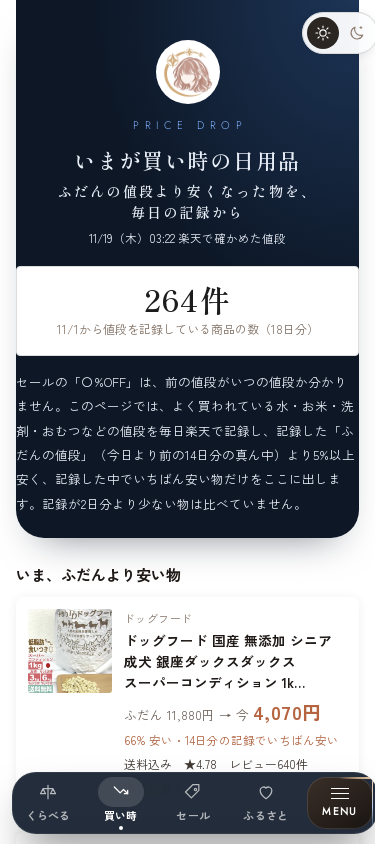 PRICE DROP
いまが買い時の日用品
ふだんの値段より安くなった物を、
毎日の記録から
11/19（木）03:22 楽天で確かめた値段
264件
11/1から値段を記録している商品の数（18日分）
セールの「○%OFF」は、前の値段がいつの値段か分かり
ません。このページでは、よく買われている水・お米・洗
剤・おむつなどの値段を毎日楽天で記録し、記録した「ふ
だんの値段」（今日より前の14日分の真ん中）より5%以上
安く、記録した中でいちばん安い物だけをここに出しま
す。記録が2日分より少ない物は比べていません。
いま、ふだんより安い物
ドッグフード
ドッグフード 国産 無添加 シニア
成犬 銀座ダックスダックス
スーパーコンディション 1k...
ふだん 11,880円 → 今 4,070円
66% 安い・14日分の記録でいちばん安い
送料込み ★4.78 レビュー640件
低脂肪
食いつき
1kg
送料無料
くらべる
買い時
セール
ふるさと
MENU